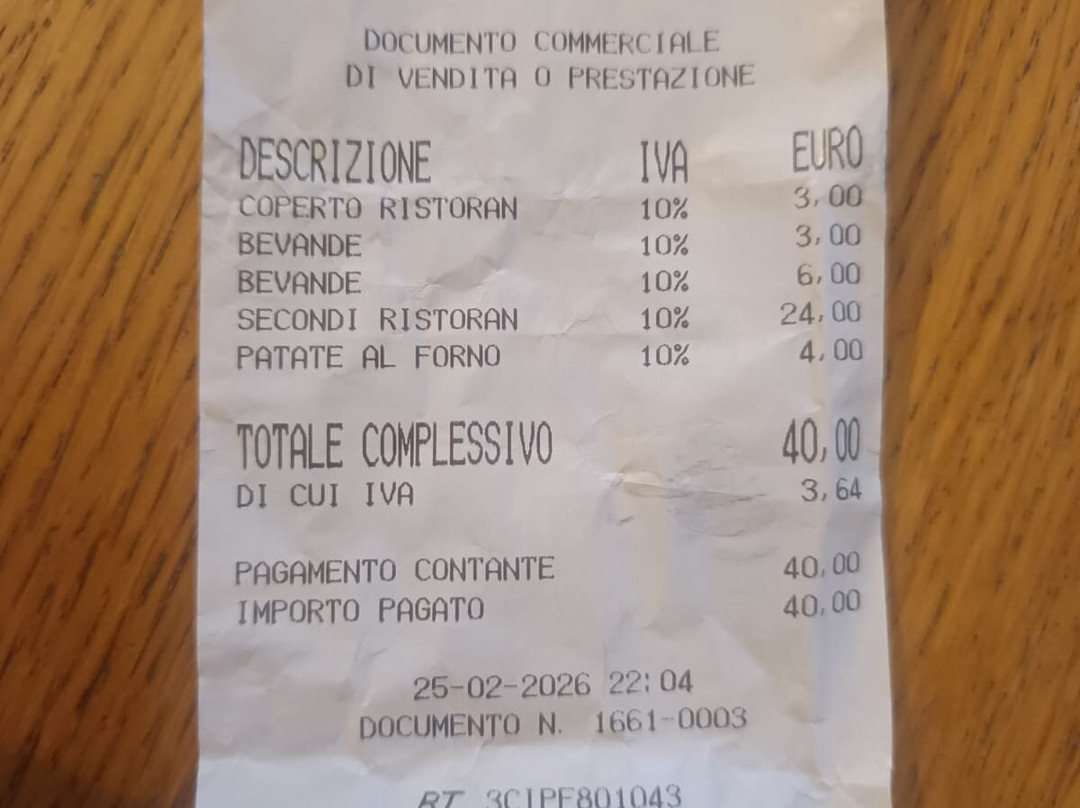 DOCUMENTO COMMERCIALE
DI VENDITA O PRESTAZIONE
DESCRIZIONE IVA EURO
COPERTO RISTORAN 10% 3,00
BEVANDE 10% 3,00
BEVANDE 10% 6,00
SECONDI RISTORAN 10% 24,00
PATATE AL FORNO 10% 4,00
TOTALE COMPLESSIVO 40,00
DI CUI IVA 3,64
PAGAMENTO CONTANTE 40,00
IMPORTO PAGATO 40,00
25-02-2026 22:04
DOCUMENTO N. 1661-0003
RT 3CIPF801043